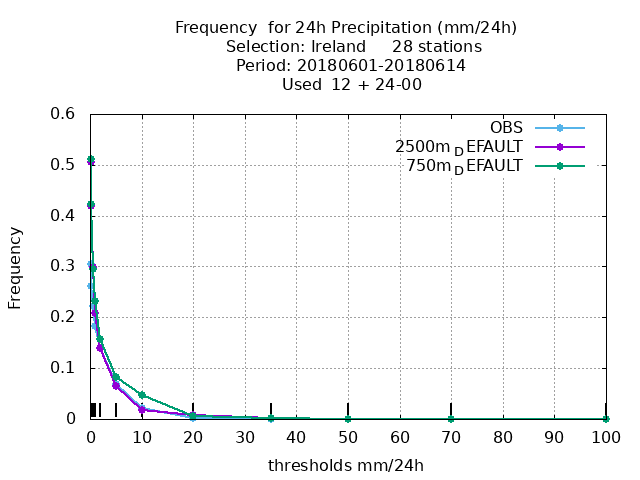 Frequency  for 24h Precipitation (mm/24h)
Selection: Ireland     28 stations
Period: 20180601-20180614
Used  12 + 24-00
OBS
2500m_DEFAULT
750m_DEFAULT
Frequency
0.6
0.5
0.4
0.3
0.2
0.1
0
0 10 20 30 40 50 60 70 80 90 100
thresholds mm/24h